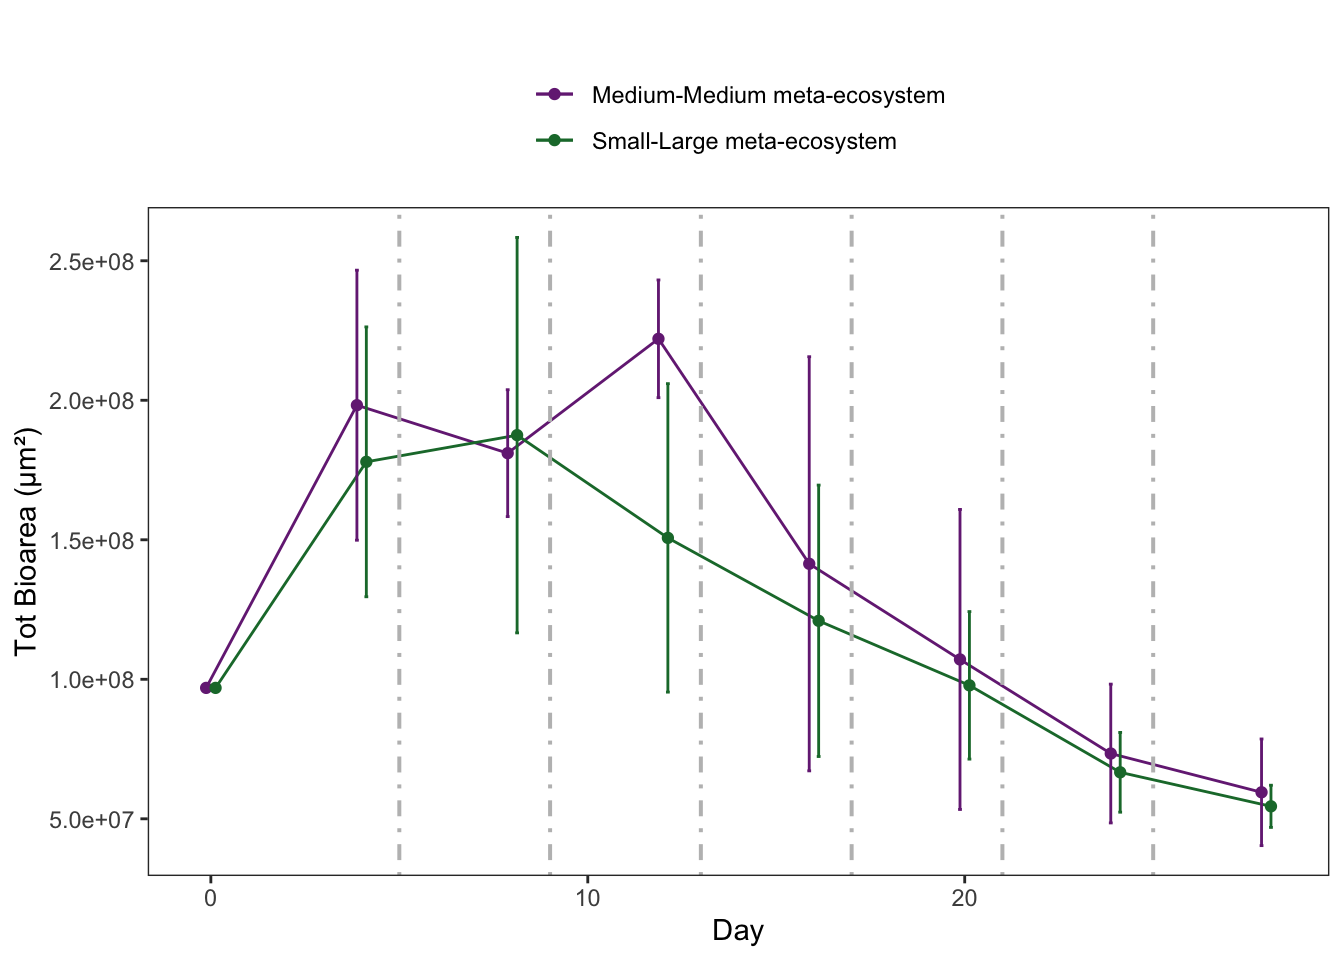 Medium-Medium meta-ecosystem
Small-Large meta-ecosystem
Tot Bioarea (µm²)
2.5e+08
2.0e+08
1.5e+08
1.0e+08
5.0e+07
0 10 20
Day